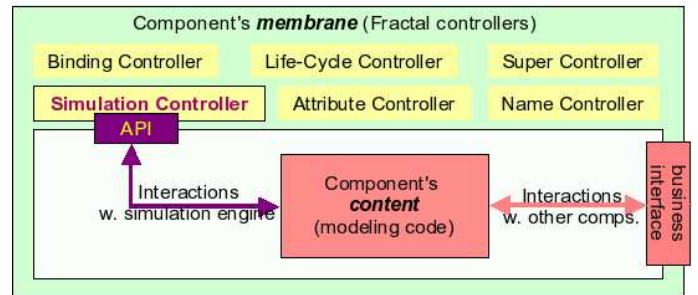 Component's membrane (Fractal controllers)
Binding Controller
Life-Cycle Controller
Super Controller
Simulation Controller
Attribute Controller
Name Controller
API
Interactions
w. simulation engine
Component's
content
(modeling code)
Interactions
w. other comps.
business
interface